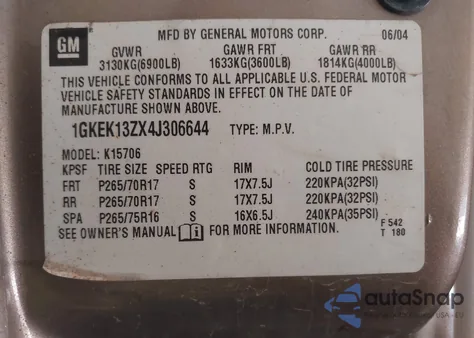 GM
MFD BY GENERAL MOTORS CORP. 06/04
GVWR GAWR FRT GAWR RR
3130KG(6900LB) 1633KG(3600LB) 1814KG(4000LB)
THIS VEHICLE CONFORMS TO ALL APPLICABLE U.S. FEDERAL MOTOR
VEHICLE SAFETY STANDARDS IN EFFECT ON THE DATE OF
MANUFACTURE SHOWN ABOVE.
1GKEK13ZX4J306644 TYPE: M.P.V.
MODEL: K15706
KPSF TIRE SIZE SPEED RTG RIM COLD TIRE PRESSURE
FRT P265/70R17 S 17X7.5J 220KPA(32PSI)
RR P265/70R17 S 17X7.5J 220KPA(32PSI)
SPA P265/75R16 S 16X6.5J 240KPA(35PSI)
SEE OWNER'S MANUAL FOR MORE INFORMATION.
F 542
T 180
autaSnap